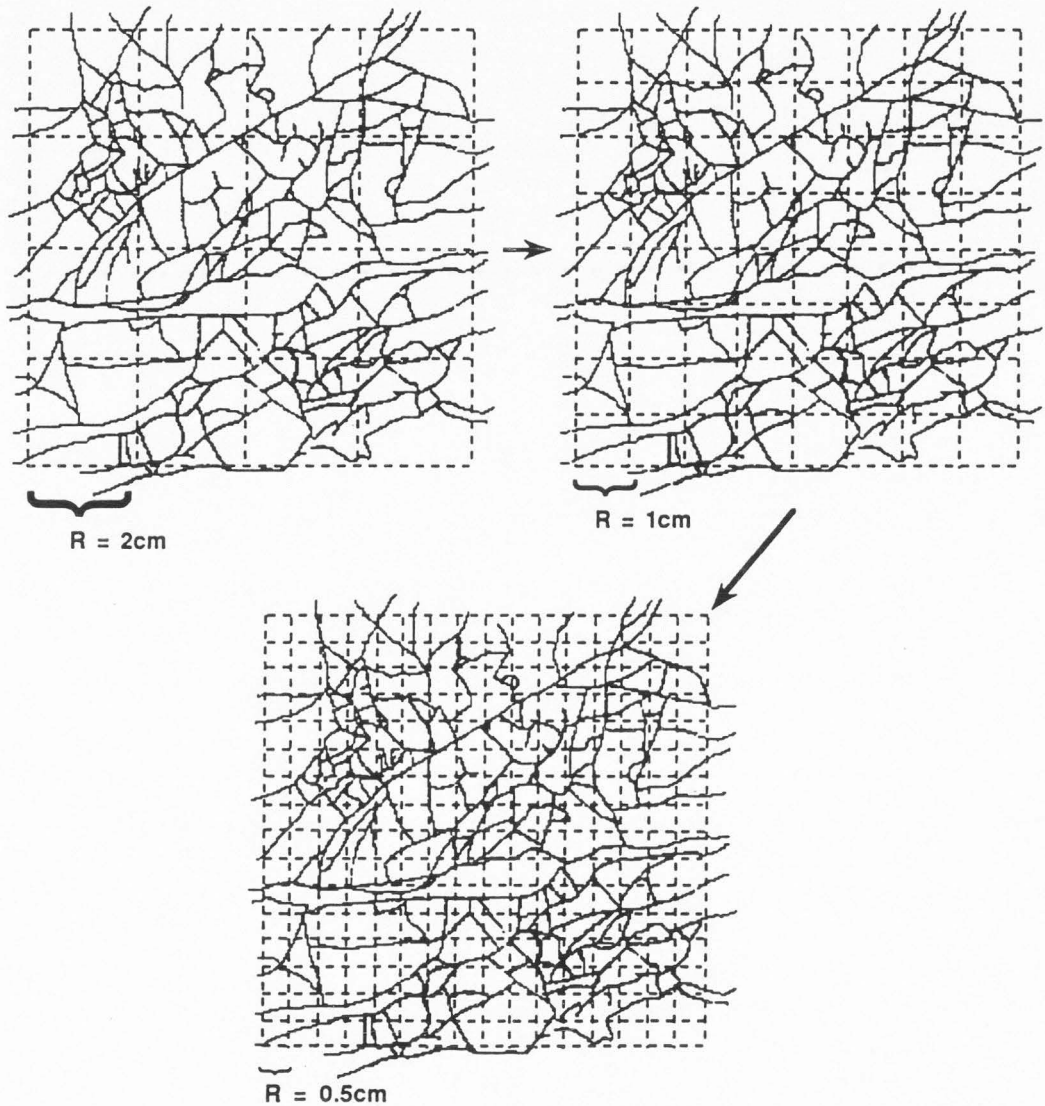 R = 2cm
R = 1cm
R = 0.5cm